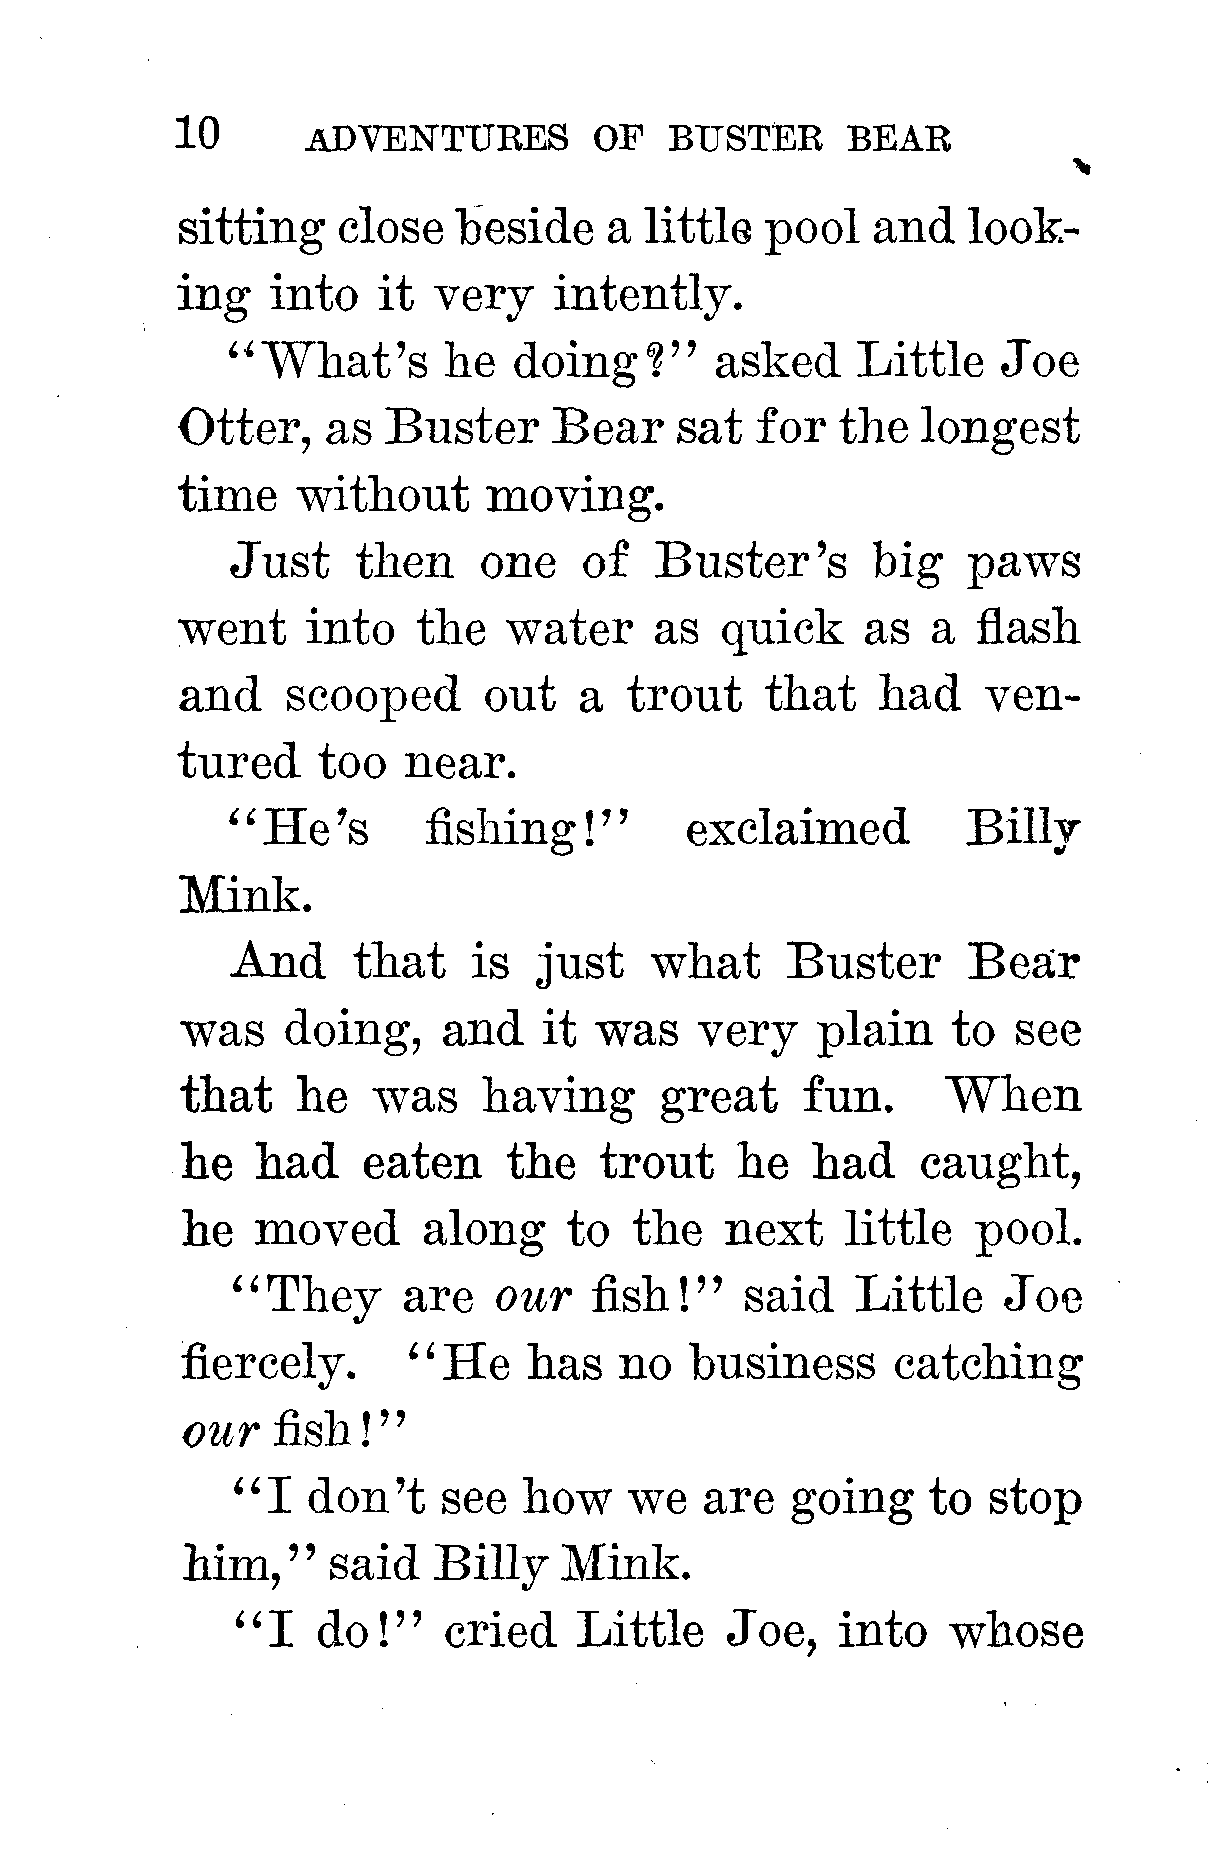 10 ADVENTURES OF BUSTER BEAR
sitting close beside a little pool and look-
ing into it very intently.
“What’s he doing?” asked Little Joe
Otter, as Buster Bear sat for the longest
time without moving.
Just then one of Buster’s big paws
went into the water as quick as a flash
and scooped out a trout that had ven-
tured too near.
“He’s fishing!” exclaimed Billy
Mink.
And that is just what Buster Bear
was doing, and it was very plain to see
that he was having great fun. When
he had eaten the trout he had caught,
he moved along to the next little pool.
“They are our fish!” said Little Joe
fiercely. “He has no business catching
our fish!”
“I don’t see how we are going to stop
him,” said Billy Mink.
“I do!” cried Little Joe, into whose